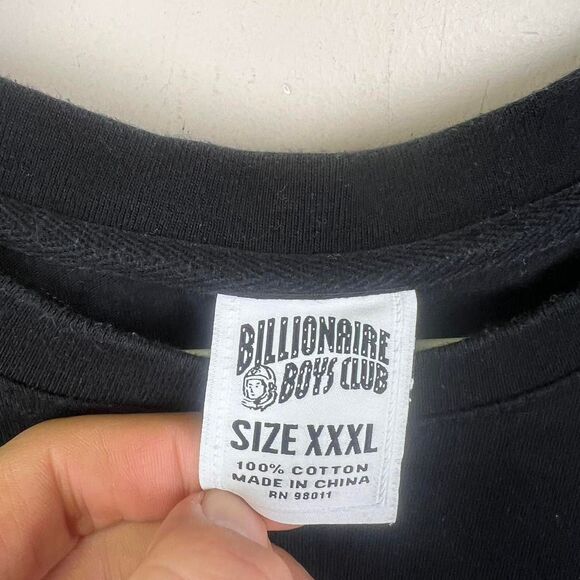 BILLIONAIRE
BOYS CLUB
SIZE XXXL
100% COTTON
MADE IN CHINA
RN 98011